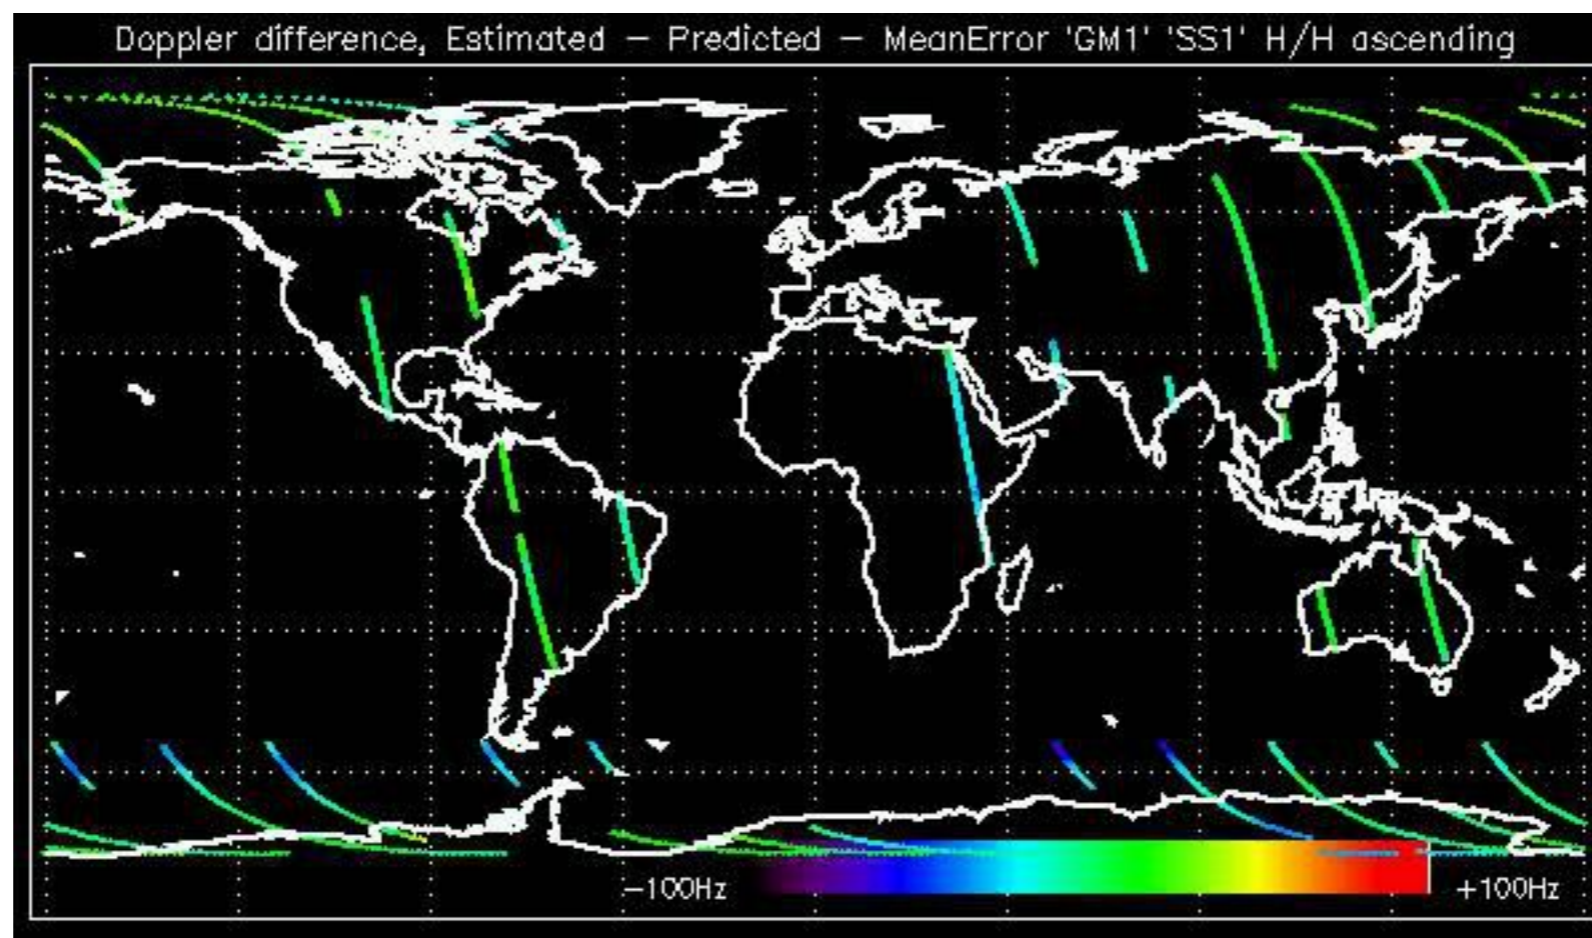 Doppler difference, Estimated – Predicted – MeanError 'GM1' 'SS1' H/H ascending
–100Hz +100Hz